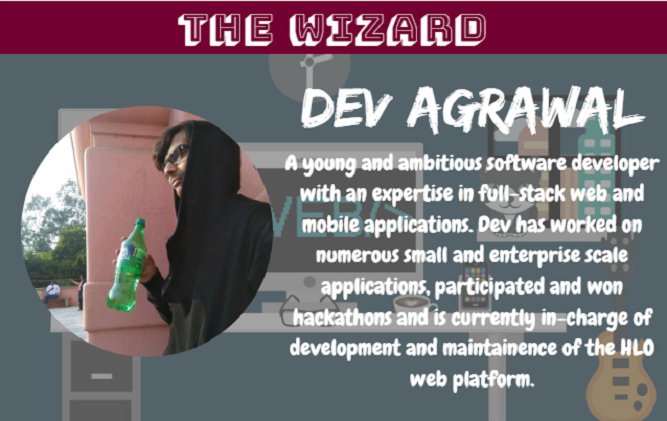 THE WIZARD
DEV AGRAWAL
A young and ambitious software developer
with an expertise in full-stack web and
mobile applications. Dev has worked on
numerous small and enterprise scale
applications, participated and won
hackathons and is currently in-charge of
development and maintainence of the HLO
web platform.